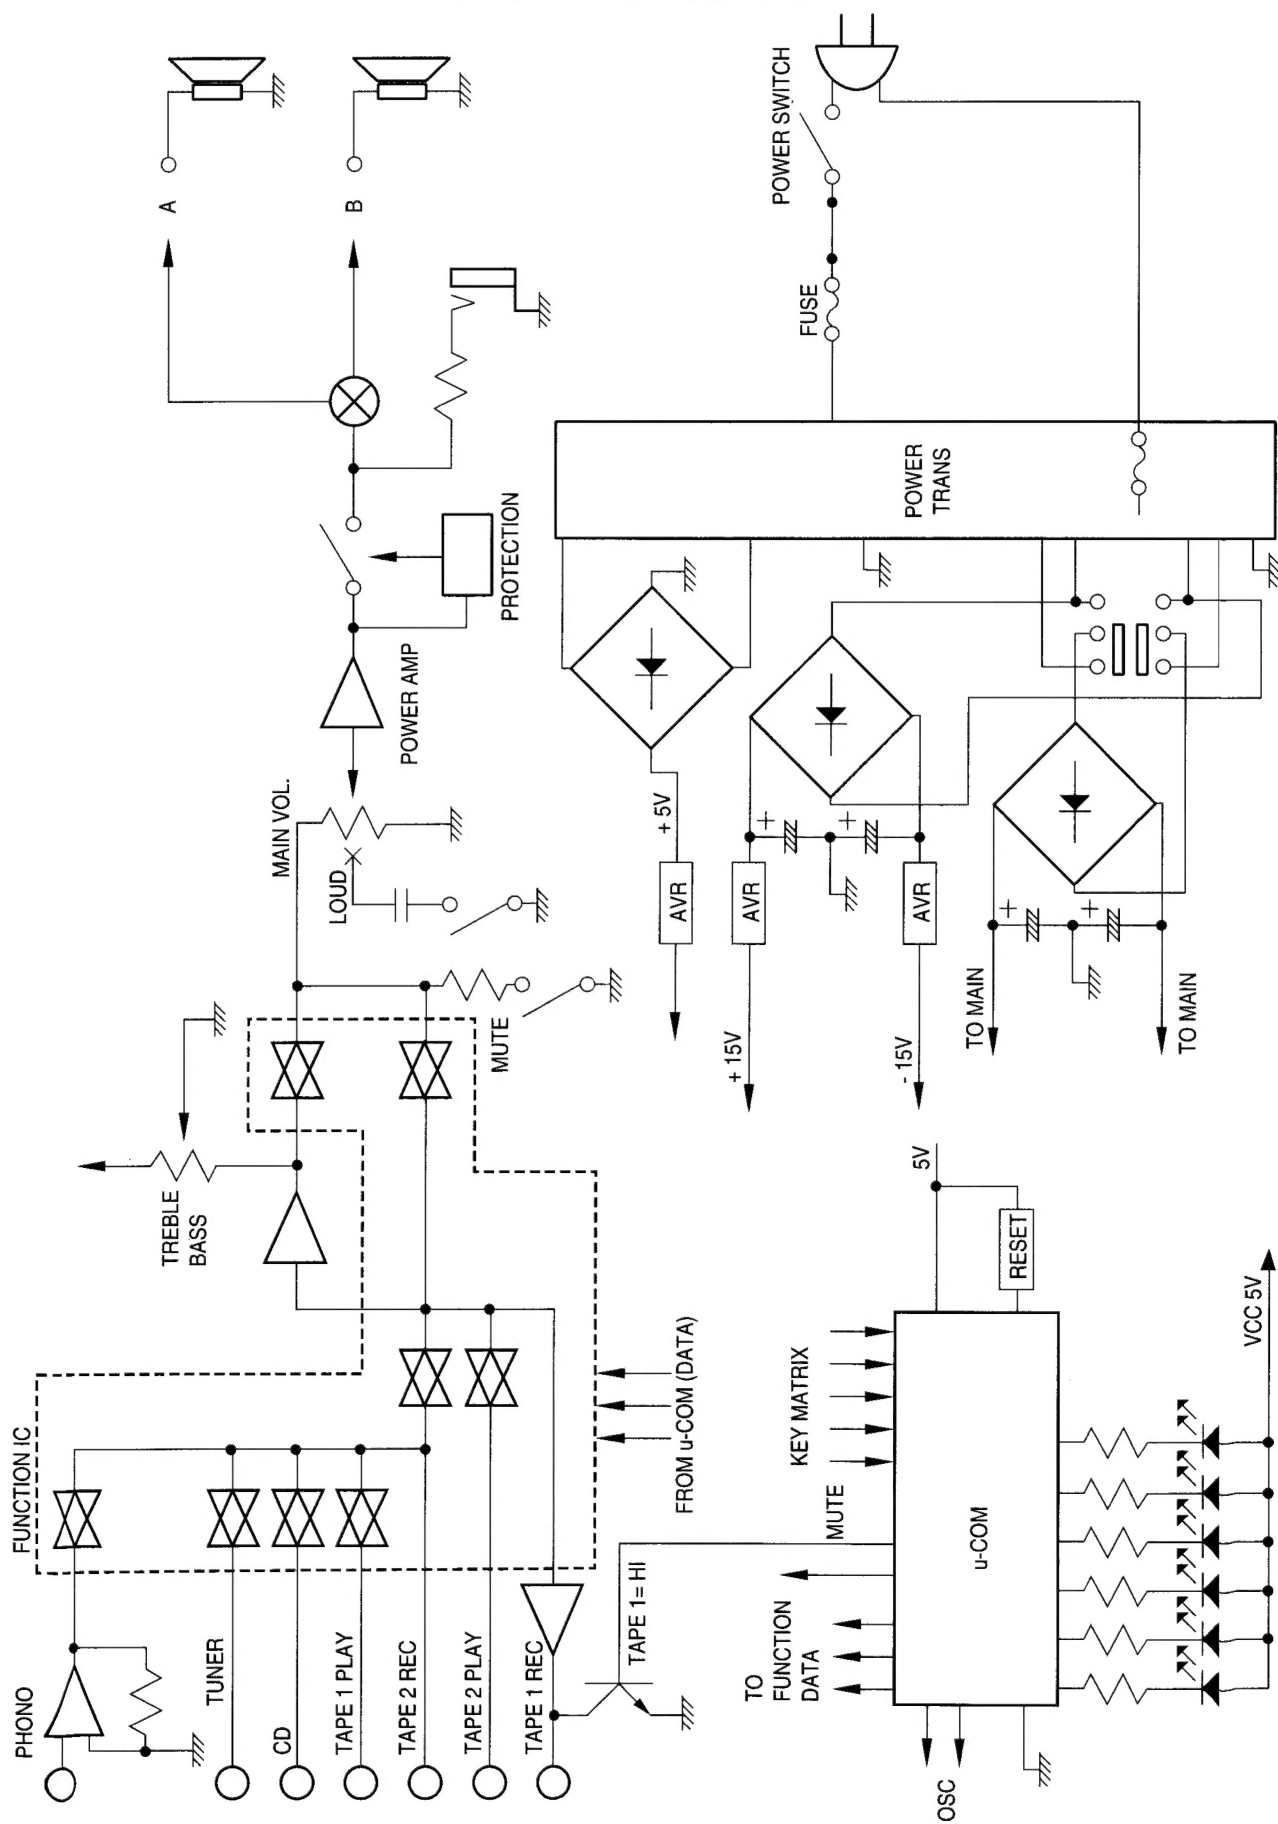 PHONO
TUNER
CD
TAPE 1 PLAY
TAPE 2 REC
TAPE 2 PLAY
TAPE 1 REC
FUNCTION IC
TREBLE
BASS
MUTE
MAIN VOL.
LOUD
POWER AMP
PROTECTION
A
B
FROM u-COM (DATA)
TAPE 1= HI
MUTE
TO
FUNCTION
DATA
KEY MATRIX
u-COM
OSC
RESET
5V
VCC 5V
+ 5V
AVR
+ 15V
AVR
- 15V
AVR
TO MAIN
TO MAIN
POWER
TRANS
FUSE
POWER SWITCH